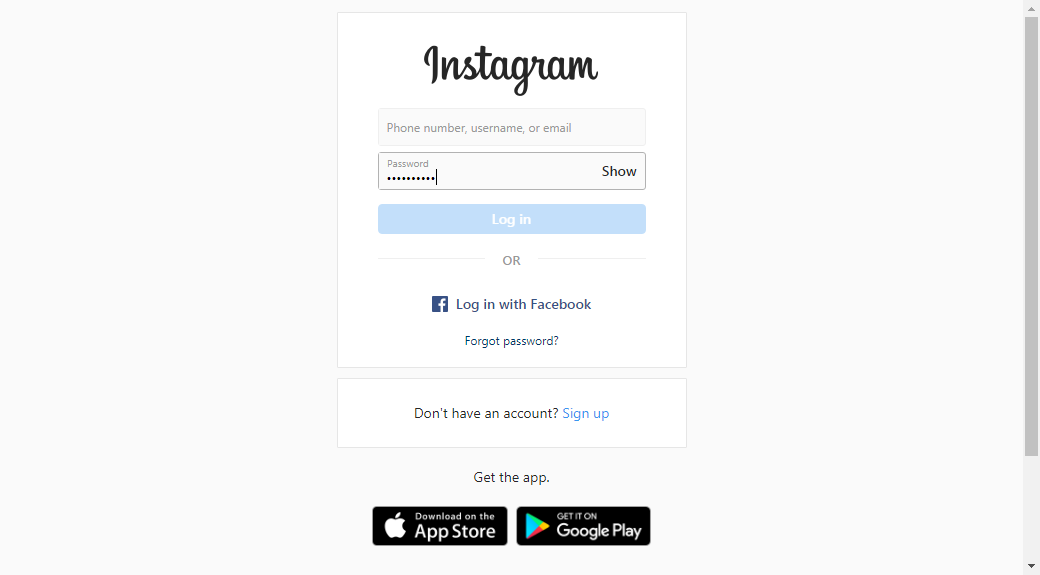 Instagram
Phone number, username, or email
Password
••••••••••
Show
Log in
OR
Log in with Facebook
Forgot password?
Don't have an account? Sign up
Get the app.
Download on the
App Store
GET IT ON
Google Play